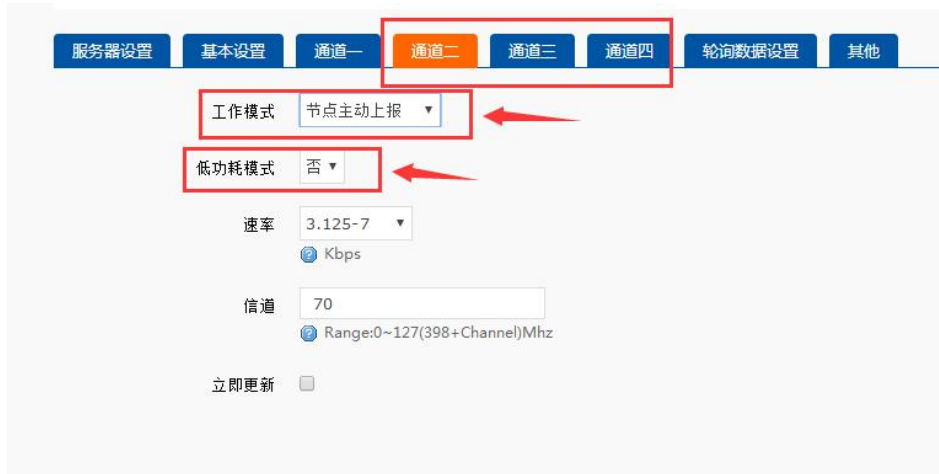 服务器设置 基本设置 通道一 通道二 通道三 通道四 轮询数据设置 其他
工作模式 节点主动上报
低功耗模式 否
速率 3.125-7
Kbps
信道 70
Range:0~127(398+Channel)Mhz
立即更新